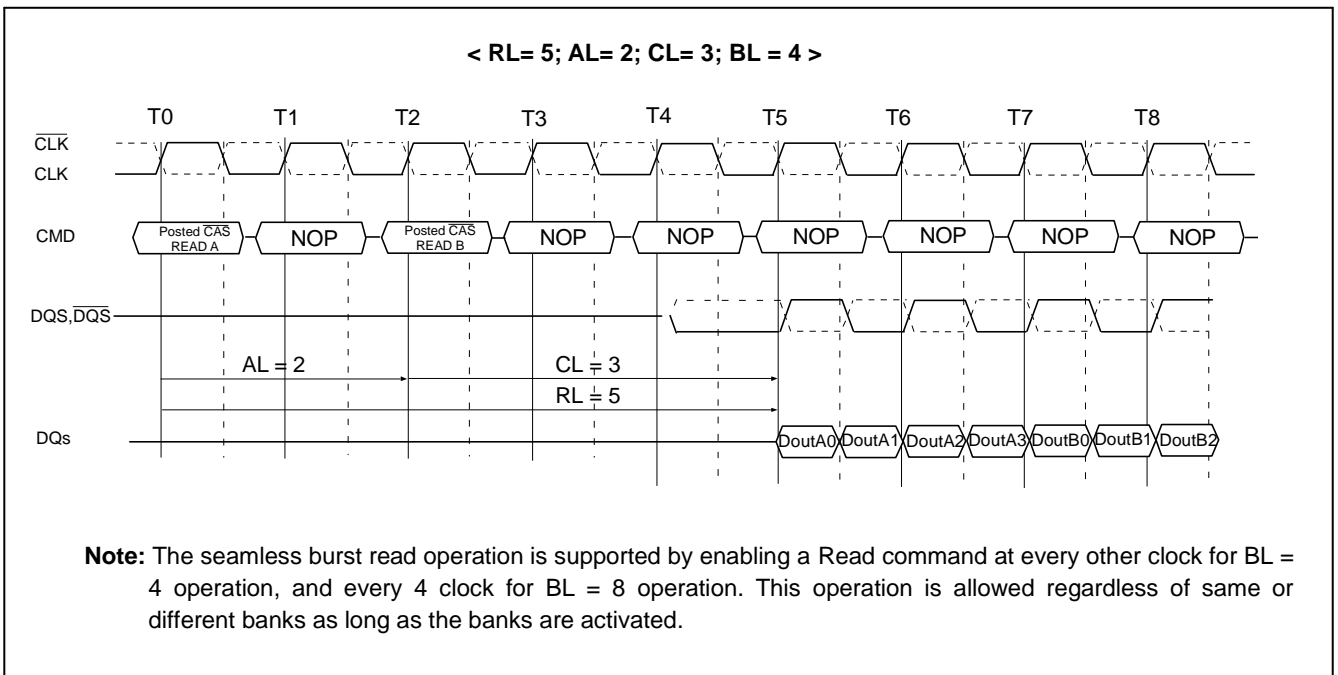 < RL= 5; AL= 2; CL= 3; BL = 4 >
T0 T1 T2 T3 T4 T5 T6 T7 T8
C̅L̅K̅
CLK
CMD
Posted C̅A̅S̅
READ A
NOP
Posted C̅A̅S̅
READ B
NOP
NOP
NOP
NOP
NOP
NOP
DQS,D̅Q̅S̅
AL = 2
CL = 3
RL = 5
DQs
DoutA0 DoutA1 DoutA2 DoutA3 DoutB0 DoutB1 DoutB2
Note: The seamless burst read operation is supported by enabling a Read command at every other clock for BL =
4 operation, and every 4 clock for BL = 8 operation. This operation is allowed regardless of same or
different banks as long as the banks are activated.